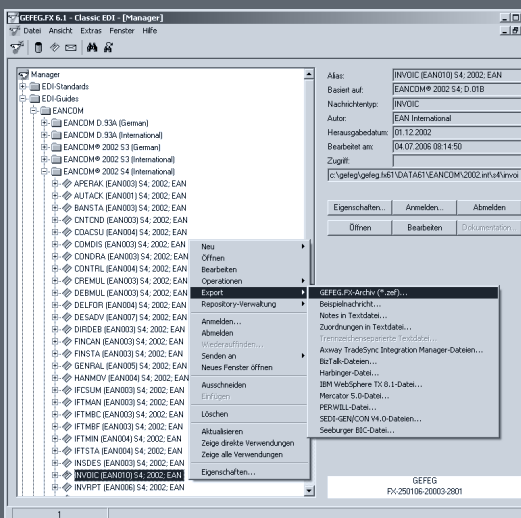 GEFEG.FX 6.1 - Classic EDI - [Manager]
Datei Ansicht Extras Fenster Hilfe
Manager
EDI-Standards
EDI-Guides
EANCOM
EANCOM D.93A (German)
EANCOM D.93A (International)
EANCOM® 2002 S3 (German)
EANCOM® 2002 S3 (International)
EANCOM® 2002 S4 (International)
APERAK (EAN003) S4; 2002; EAN
AUTACK (EAN001) S4; 2002; EAN
BANSTA (EAN003) S4; 2002; EAN
CNTCND (EAN003) S4; 2002; EAN
COACSU (EAN004) S4; 2002; EAN
COMDIS (EAN003) S4; 2002; EAN
CONDRA (EAN003) S4; 2002; EAN
CONTRL (EAN004) S4; 2002; EAN
CREMUL (EAN003) S4; 2002; EAN
DEBMUL (EAN003) S4; 2002; EAN
DELFOR (EAN004) S4; 2002; EAN
DESADV (EAN007) S4; 2002; EAN
DIRDEB (EAN003) S4; 2002; EAN
FINCAN (EAN003) S4; 2002; EAN
FINSTA (EAN003) S4; 2002; EAN
GENRAL (EAN005) S4; 2002; EAN
HANMOV (EAN004) S4; 2002; EAN
IFCSUM (EAN003) S4; 2002; EAN
IFTMAN (EAN003) S4; 2002; EAN
IFTMBC (EAN003) S4; 2002; EAN
IFTMBF (EAN003) S4; 2002; EAN
IFTMIN (EAN004) S4; 2002; EAN
IFTSTA (EAN004) S4; 2002; EAN
INSDES (EAN003) S4; 2002; EAN
INVOIC (EAN010) S4; 2002; EAN
INVRPT (EAN006) S4; 2002; EAN
Neu
Öffnen
Bearbeiten
Operationen
Export
Repository-Verwaltung
Anmelden...
Abmelden
Wiederauffinden...
Senden an
Neues Fenster öffnen
Ausschneiden
Einfügen
Löschen
Aktualisieren
Zeige direkte Verwendungen
Zeige alle Verwendungen
Eigenschaften...
GEFEG.FX-Archiv (*.zef)...
Beispielnachricht...
Notes in Textdatei...
Zuordnungen in Textdatei...
Trennzeichenseparierte Textdatei...
Axway TradeSync Integration Manager-Dateien...
BizTalk-Dateien...
Harbinger-Datei...
IBM WebSphere TX 8.1-Datei...
Mercator 5.0-Datei...
PERWILL-Datei...
SEDI-GEN/CON V4.0-Dateien...
Seeburger BIC-Datei...
Alias: INVOIC (EAN010) S4; 2002; EAN
Basiert auf: EANCOM® 2002 S4; D.01B
Nachrichtentyp: INVOIC
Autor: EAN International
Herausgabedatum: 01.12.2002
Bearbeitet am: 04.07.2006 08:14:50
Zugriff:
c:\gefeg\gefeg.fx61\DATA61\EANCOM\2002.int\s4\invoi
Eigenschaften... Anmelden... Abmelden
Öffnen Bearbeiten Dokumentation...
GEFEG
FX-250106-20003-2801
1